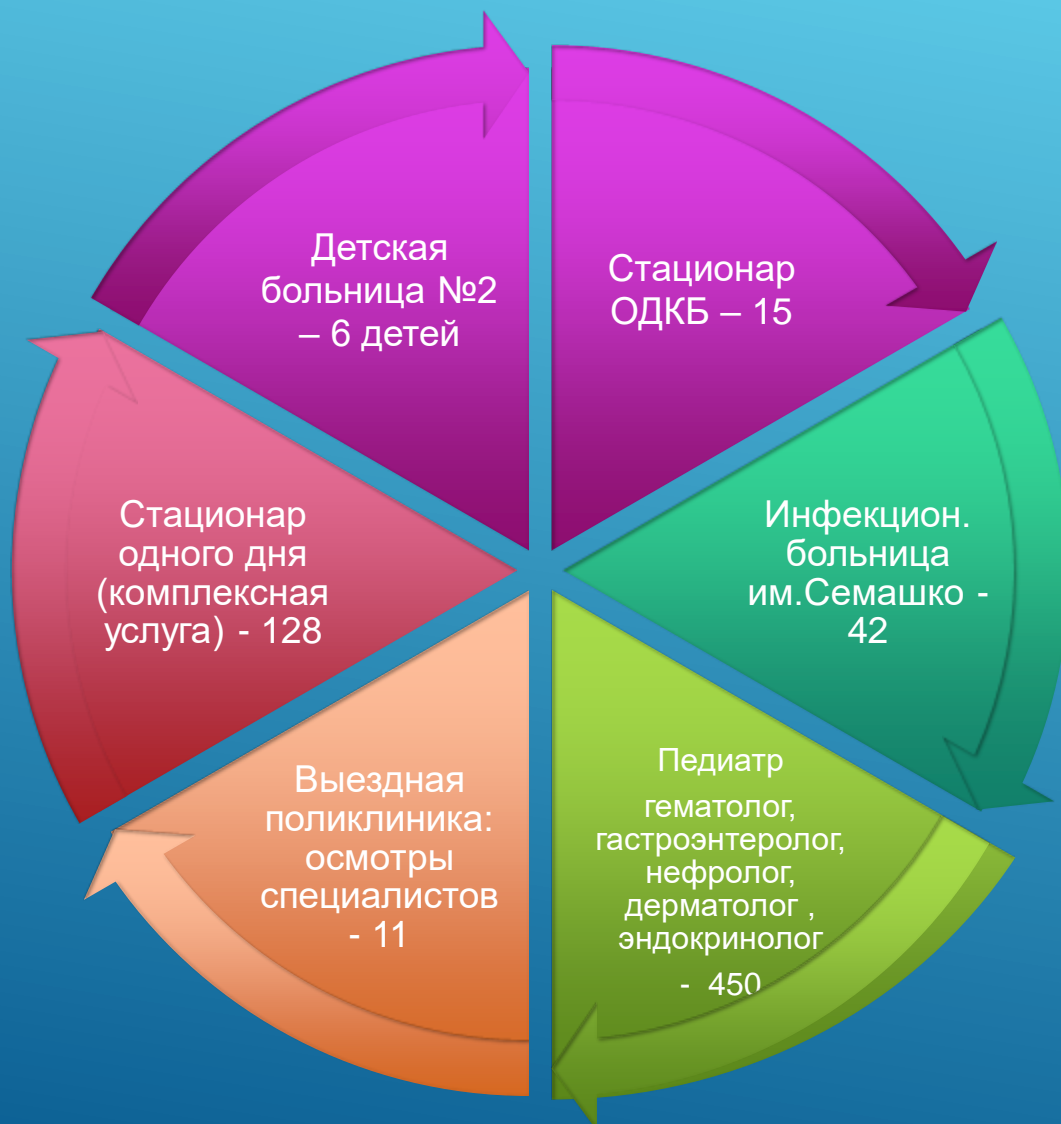 Детская
больница №2
– 6 детей
Стационар
ОДКБ – 15
Стационар
одного дня
(комплексная
услуга) - 128
Инфекцион.
больница
им.Семашко -
42
Выездная
поликлиника:
осмотры
специалистов
- 11
Педиатр
гематолог,
гастроэнтеролог,
нефролог,
дерматолог ,
эндокринолог
- 450